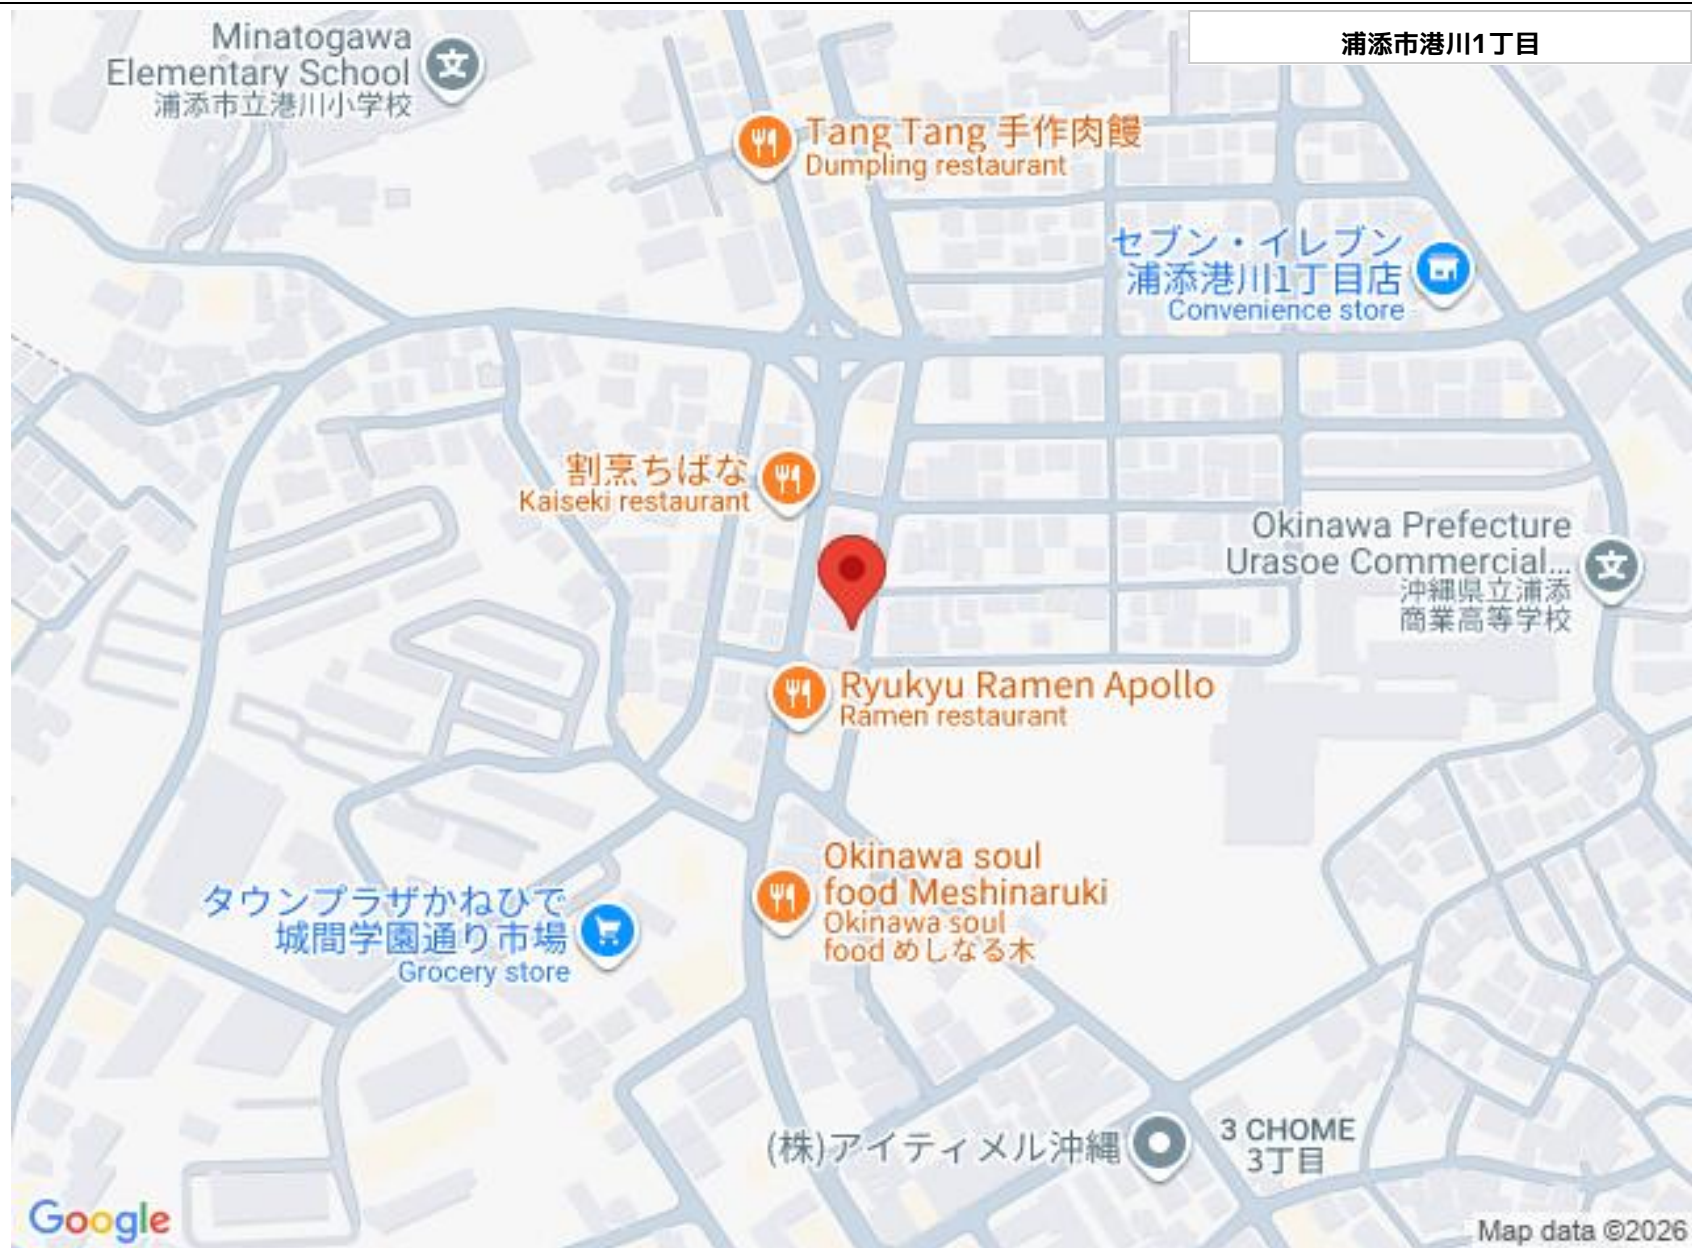 浦添市港川1丁目
Minatogawa
Elementary School
浦添市立港川小学校
Tang Tang 手作肉饅
Dumpling restaurant
セブン・イレブン
浦添港川1丁目店
Convenience store
割烹ちばな
Kaiseki restaurant
Okinawa Prefecture
Urasoe Commercial...
沖縄県立浦添
商業高等学校
Ryukyu Ramen Apollo
Ramen restaurant
Okinawa soul
food Meshinaruki
Okinawa soul
food めしなる木
タウンプラザかねひで
城間学園通り市場
Grocery store
(株)アイティメル沖縄
3 CHOME
3丁目
Google
Map data ©2026